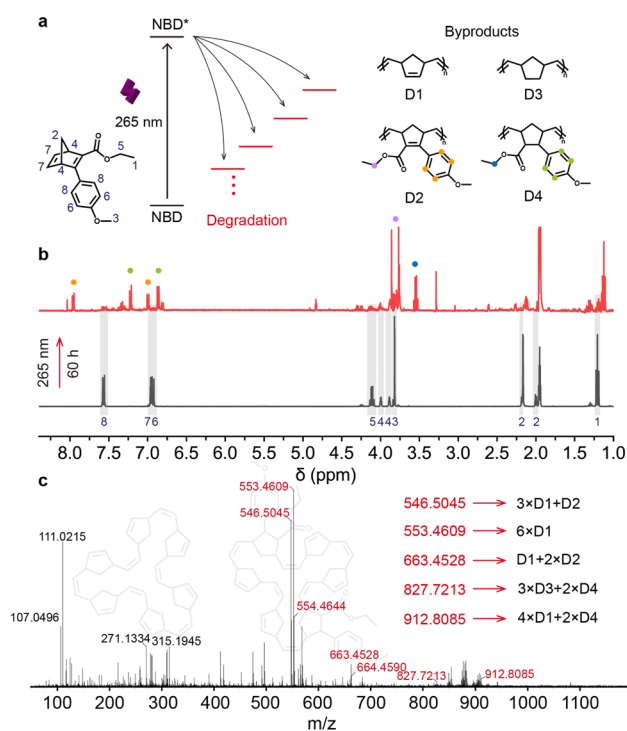 a
NBD*
Byproducts
265 nm
2
7
7
4
4
O
O
5
1
8
8
6
6
O
3
NBD
Degradation
n
D1
n
D3
O
O
O
n
D2
O
O
O
n
D4
b
265 nm
60 h
8
76
5443
2
2
1
8.0 7.5 7.0 6.5 6.0 5.5 5.0 4.5 4.0 3.5 3.0 2.5 2.0 1.5 1.0
δ (ppm)
c
553.4609
546.5045
111.0215
107.0496
271.1334
315.1945
554.4644
663.4528
664.4590
827.7213
912.8085
546.5045 → 3×D1+D2
553.4609 → 6×D1
663.4528 → D1+2×D2
827.7213 → 3×D3+2×D4
912.8085 → 4×D1+2×D4
100 200 300 400 500 600 700 800 900 1000 1100
m/z